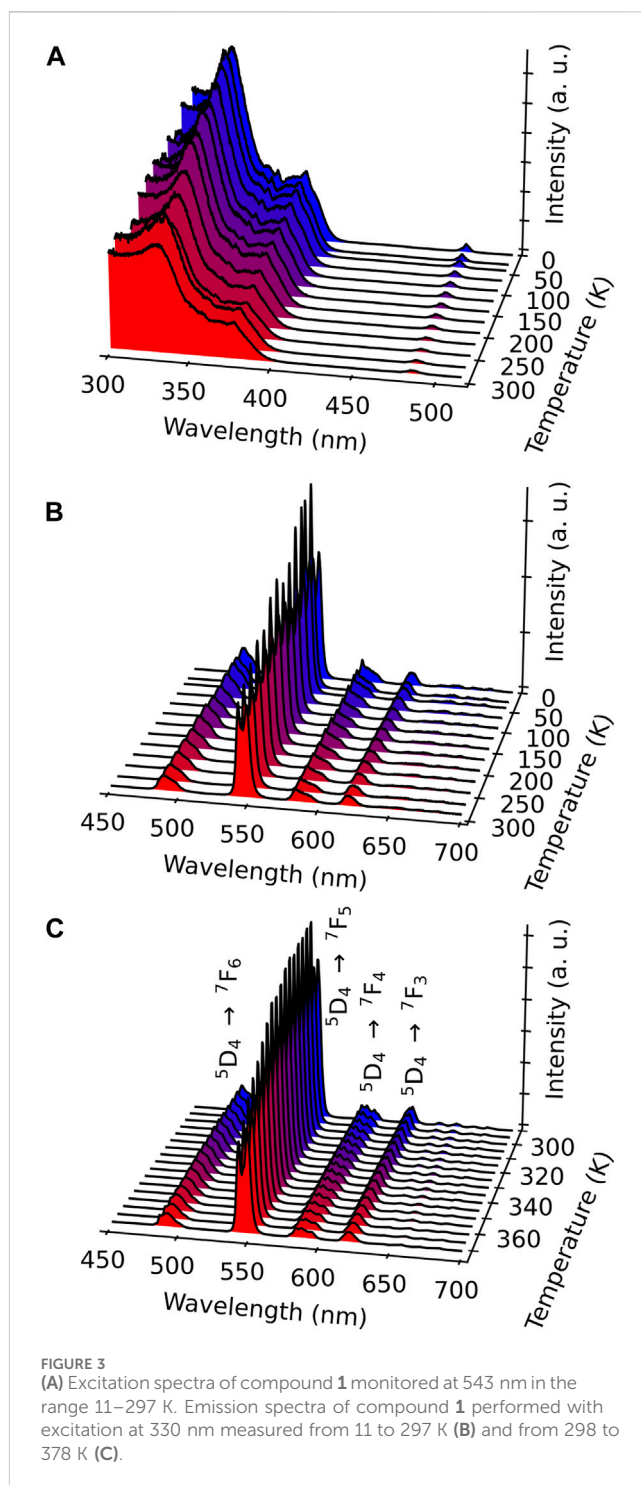 A
Intensity (a. u.)
0
50
100
150
200
250
300
Temperature (K)
300
350
400
450
500
Wavelength (nm)
B
Intensity (a. u.)
0
50
100
150
200
250
300
Temperature (K)
450
500
550
600
650
700
Wavelength (nm)
C
⁵D₄ → ⁷F₆
⁵D₄ → ⁷F₅
⁵D₄ → ⁷F₄
⁵D₄ → ⁷F₃
Intensity (a. u.)
300
320
340
360
Temperature (K)
450
500
550
600
650
700
Wavelength (nm)
FIGURE 3
(A) Excitation spectra of compound 1 monitored at 543 nm in the
range 11–297 K. Emission spectra of compound 1 performed with
excitation at 330 nm measured from 11 to 297 K (B) and from 298 to
378 K (C).